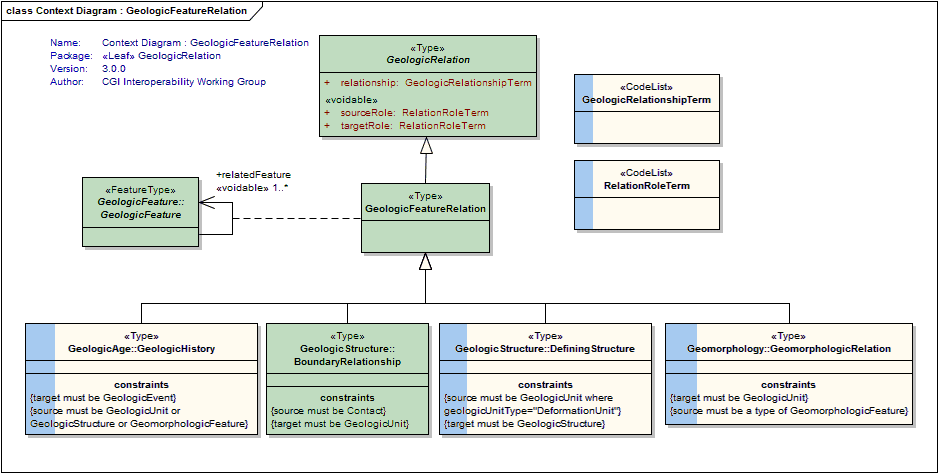 class Context Diagram : GeologicFeatureRelation
Name: Context Diagram : GeologicFeatureRelation
Package: «Leaf» GeologicRelation
Version: 3.0.0
Author: CGI Interoperability Working Group
«Type»
GeologicRelation
+ relationship: GeologicRelationshipTerm
«voidable»
+ sourceRole: RelationRoleTerm
+ targetRole: RelationRoleTerm
«CodeList»
GeologicRelationshipTerm
«CodeList»
RelationRoleTerm
+relatedFeature
«voidable» 1..*
«FeatureType»
GeologicFeature::
GeologicFeature
«Type»
GeologicFeatureRelation
«Type»
GeologicAge::GeologicHistory
constraints
{target must be GeologicEvent}
{source must be GeologicUnit or
GeologicStructure or GeomorphologicFeature}
«Type»
GeologicStructure::
BoundaryRelationship
constraints
{source must be Contact}
{target must be GeologicUnit}
«Type»
GeologicStructure::DefiningStructure
constraints
{source must be GeologicUnit where
geologicUnitType="DeformationUnit"}
{target must be GeologicStructure}
«Type»
Geomorphology::GeomorphologicRelation
constraints
{target must be GeologicUnit}
{source must be a type of GeomorphologicFeature}